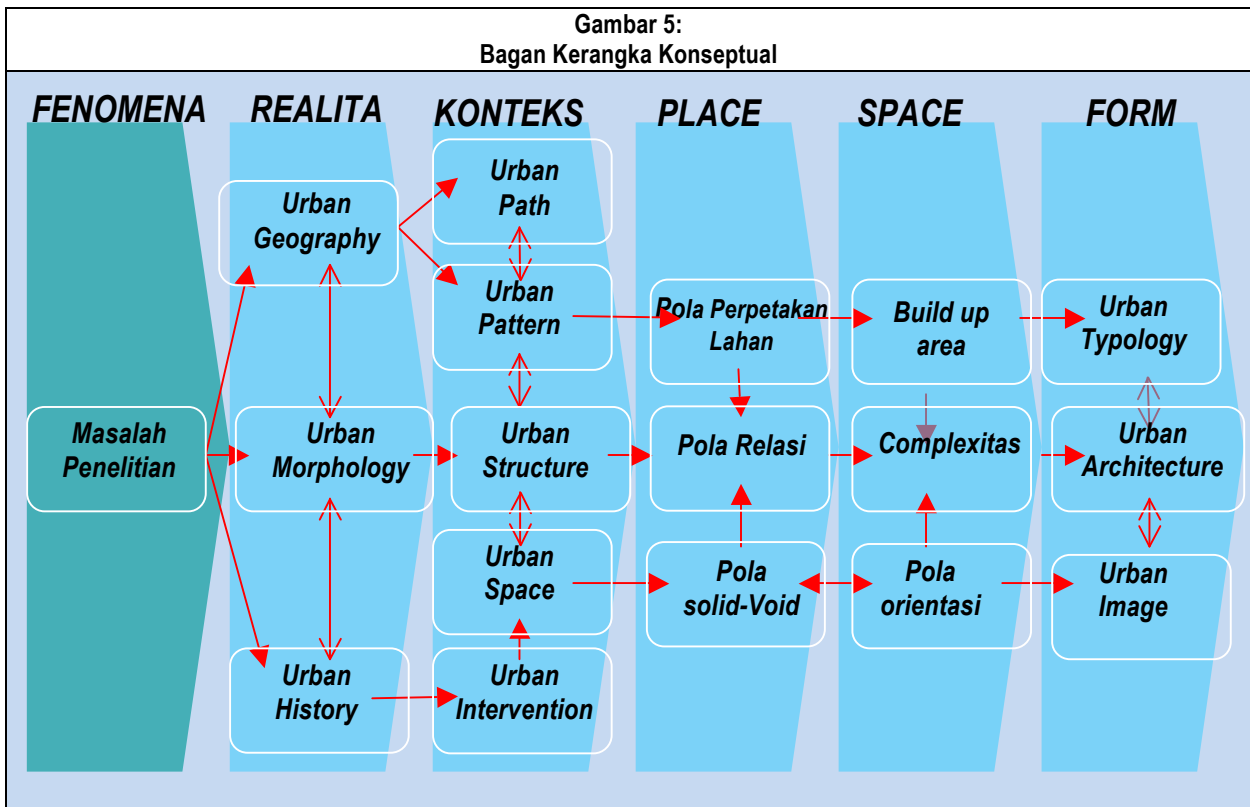 Gambar 5:
Bagan Kerangka Konseptual
FENOMENA
REALITA
KONTEKS
PLACE
SPACE
FORM
Masalah
Penelitian
Urban
Geography
Urban
Morphology
Urban
History
Urban
Path
Urban
Pattern
Urban
Structure
Urban
Space
Urban
Intervention
Pola Perpetakan
Lahan
Pola Relasi
Pola
solid-Void
Build up
area
Complexitas
Pola
orientasi
Urban
Typology
Urban
Architecture
Urban
Image